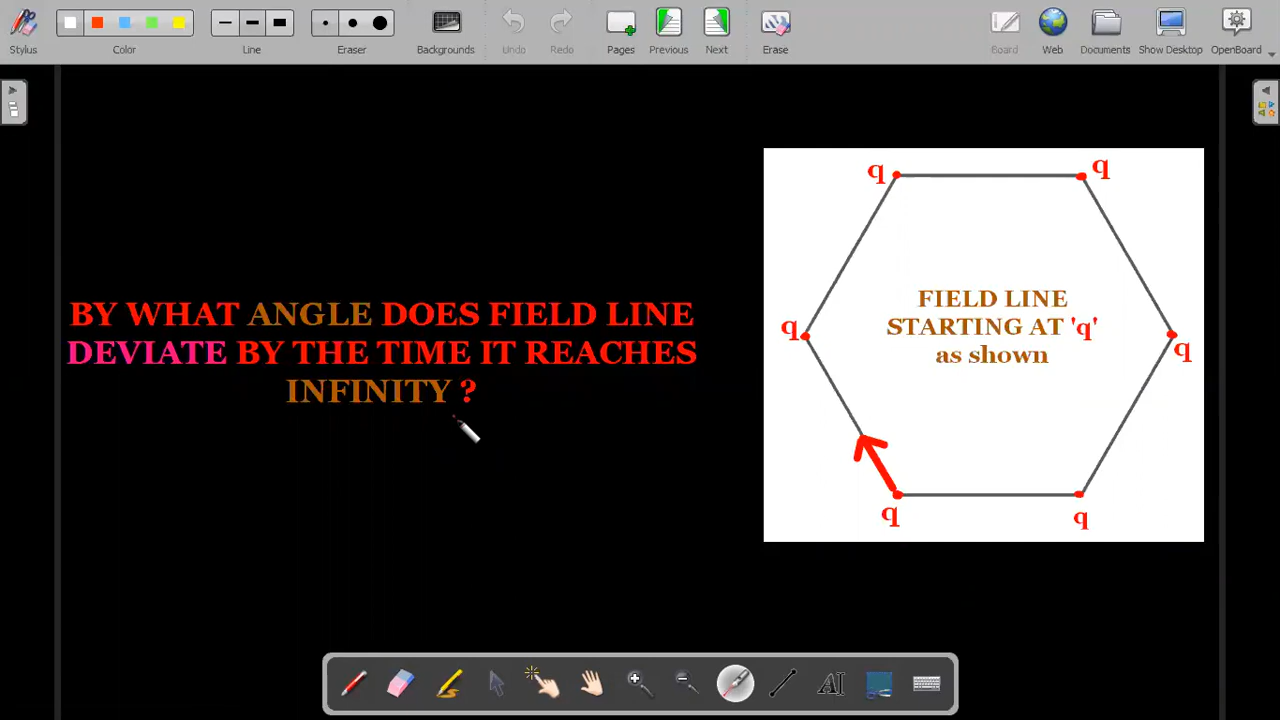 Stylus
Color
Line
Eraser
Backgrounds
Undo
Redo
Pages
Previous
Next
Erase
Board
Web
Documents
Show Desktop
OpenBoard
BY WHAT ANGLE DOES FIELD LINE
DEVIATE BY THE TIME IT REACHES
INFINITY ?
q
q
q
FIELD LINE
STARTING AT 'q'
as shown
q
q
q
AI